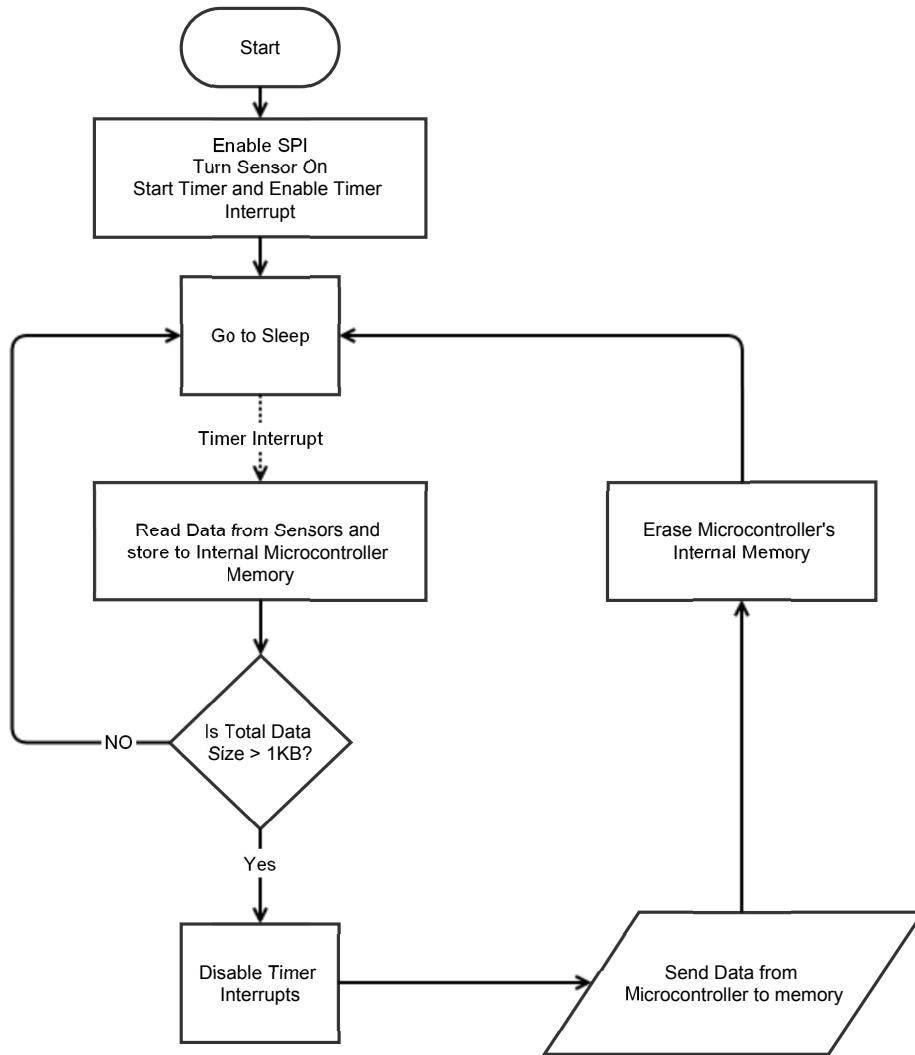 Start
Enable SPI
Turn Sensor On
Start Timer and Enable Timer
Interrupt
Go to Sleep
Timer Interrupt
Read Data from Sensors and
store to Internal Microcontroller
Memory
Erase Microcontroller's
Internal Memory
Is Total Data
Size > 1KB?
NO
Yes
Disable Timer
Interrupts
Send Data from
Microcontroller to memory